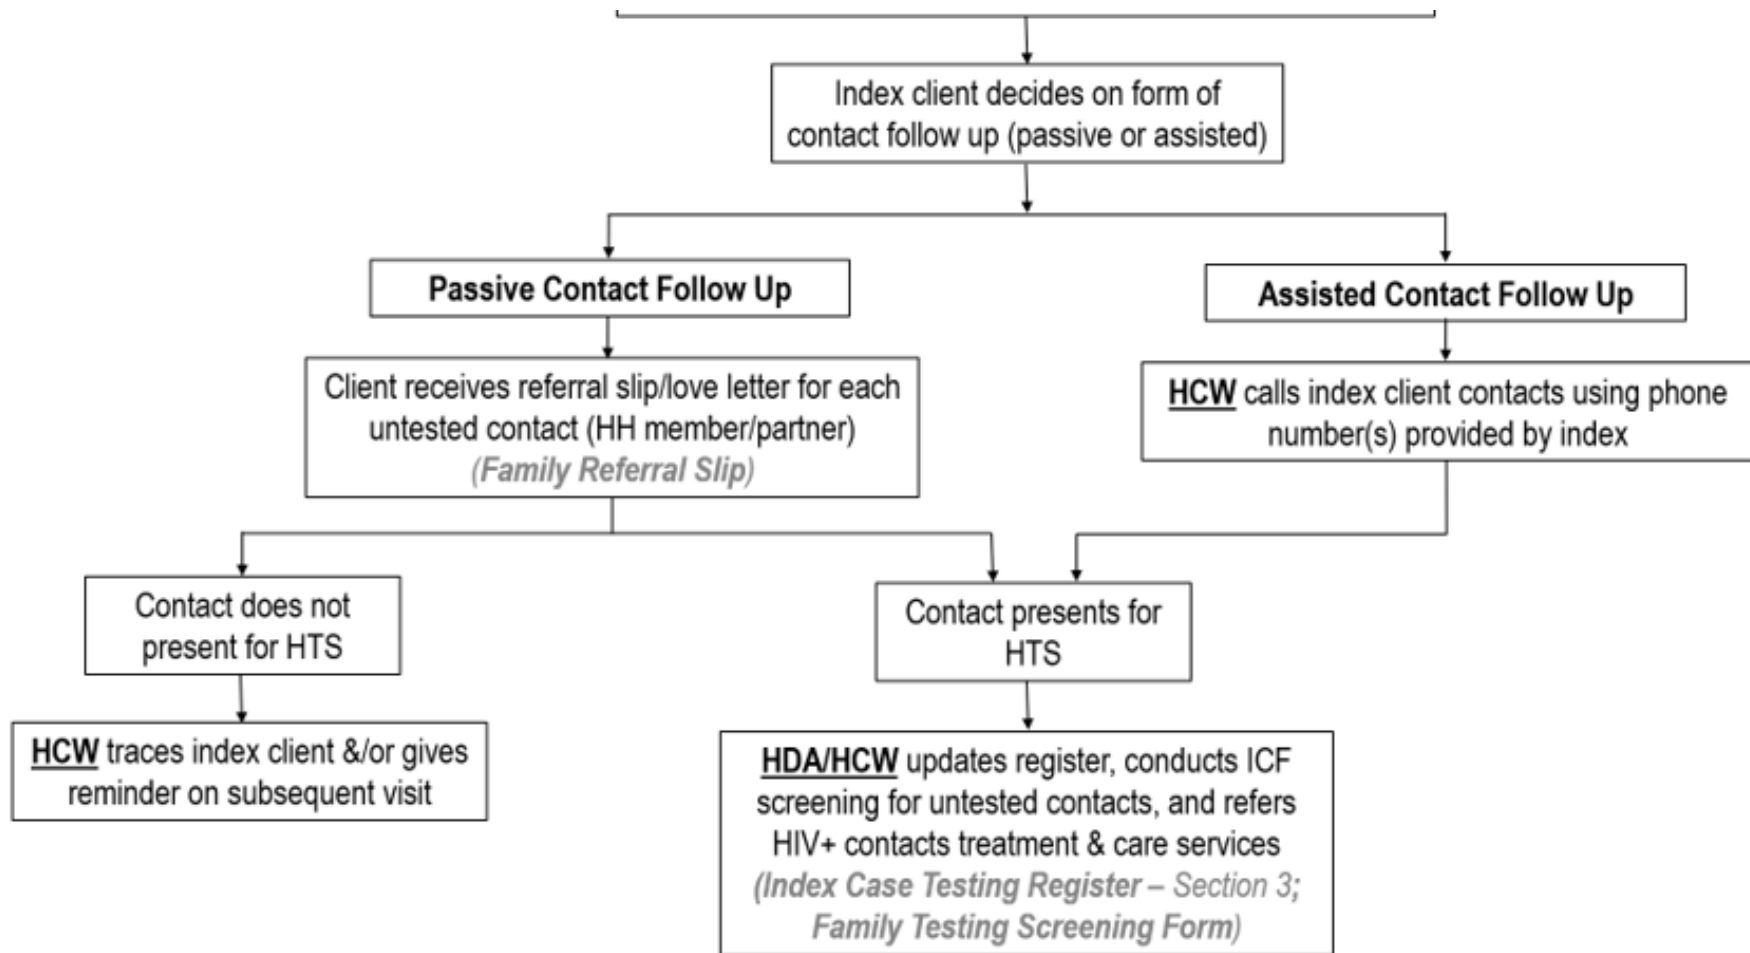 Index client decides on form of
contact follow up (passive or assisted)
Passive Contact Follow Up
Assisted Contact Follow Up
Client receives referral slip/love letter for each
untested contact (HH member/partner)
(Family Referral Slip)
HCW calls index client contacts using phone
number(s) provided by index
Contact does not
present for HTS
Contact presents for
HTS
HCW traces index client &/or gives
reminder on subsequent visit
HDA/HCW updates register, conducts ICF
screening for untested contacts, and refers
HIV+ contacts treatment & care services
(Index Case Testing Register – Section 3;
Family Testing Screening Form)